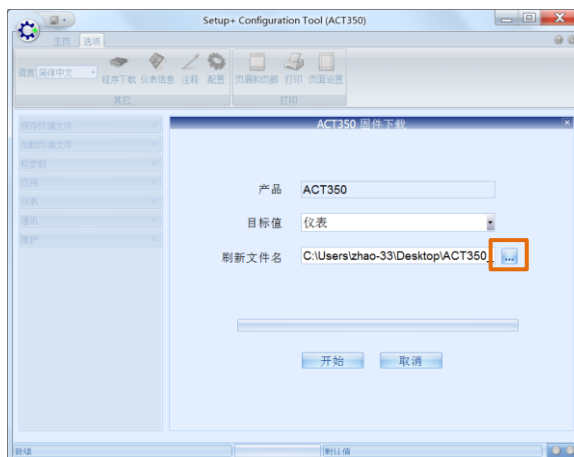 Setup+ Configuration Tool (ACT350)
主页 选项
语言 简体中文 程序下载 仪表信息 注释 配置 页眉和页脚 打印 页面设置
其它 打印
ACT350 固件下载
保存终端文件
加载终端文件
秤参数
应用
仪表
通讯
维护
产品 ACT350
目标值 仪表
刷新文件名 C:\Users\zhao-33\Desktop\ACT350_ ...
开始 取消
就绪 默认值